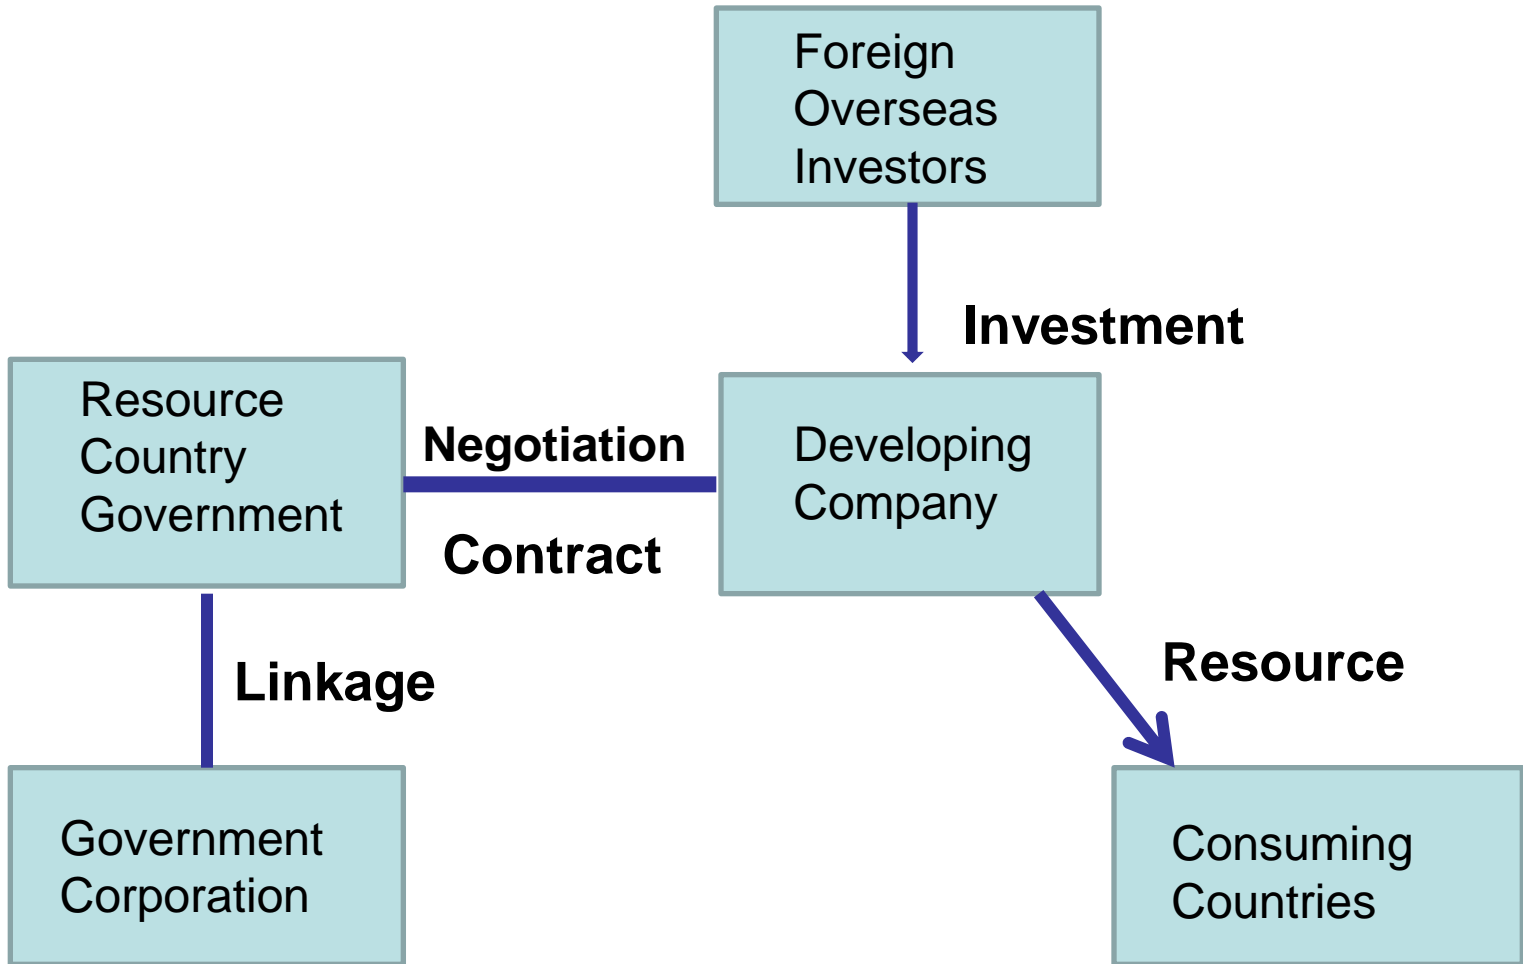 Foreign
Overseas
Investors
Investment
Resource
Country
Government
Negotiation
Contract
Developing
Company
Linkage
Resource
Government
Corporation
Consuming
Countries